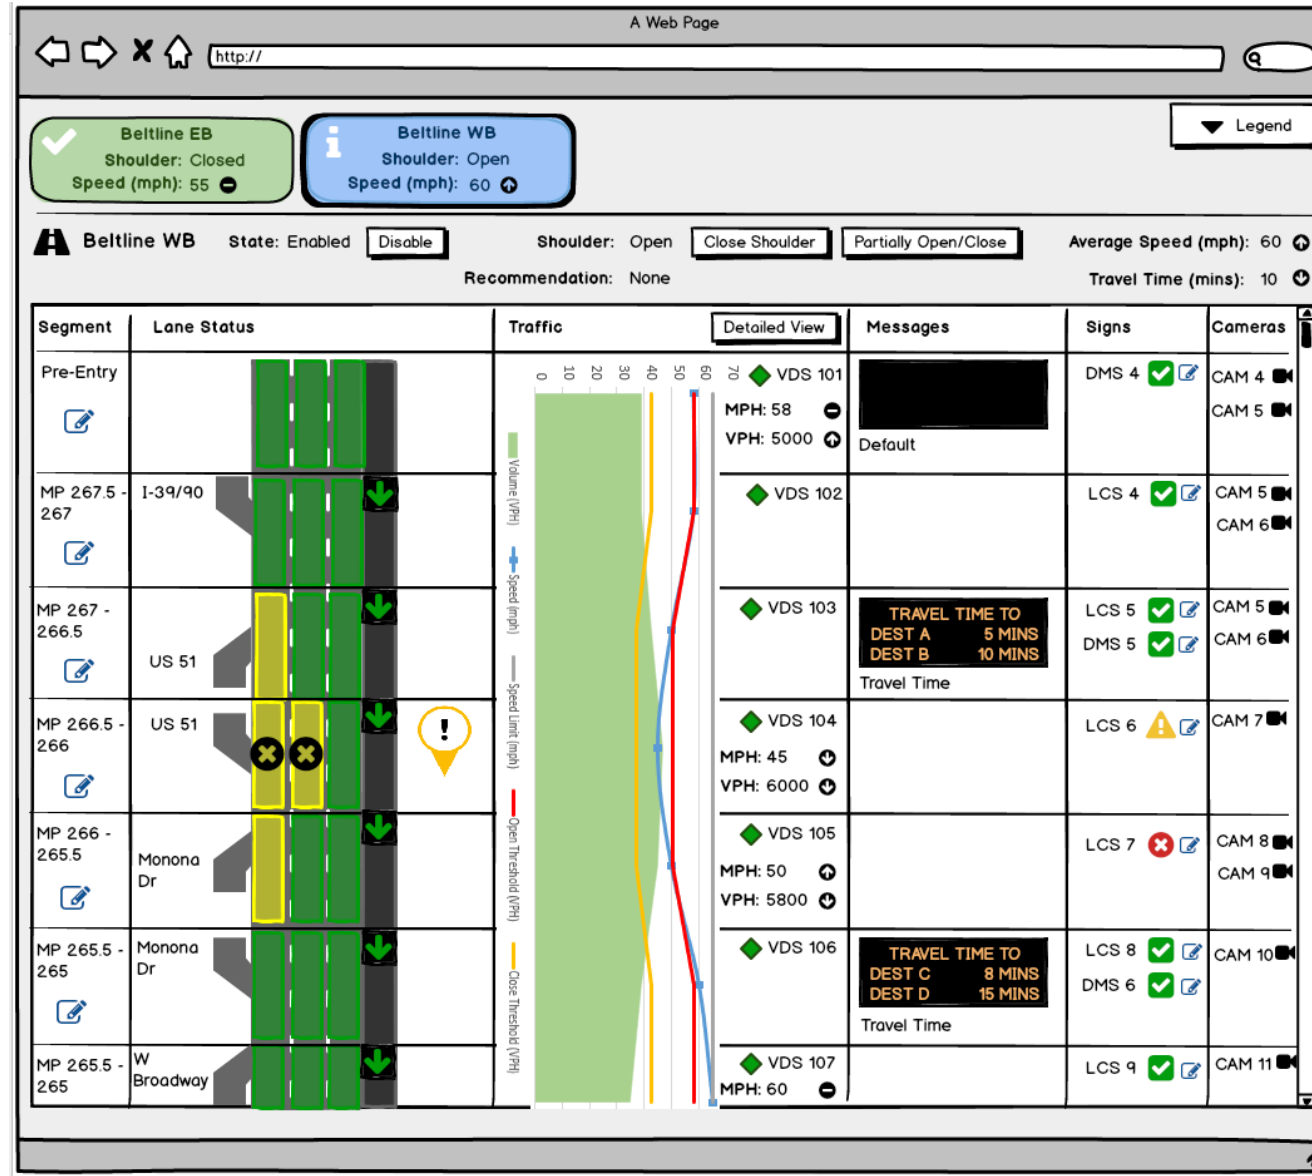 A Web Page
http://
Beltline EB
Shoulder: Closed
Speed (mph): 55
Beltline WB
Shoulder: Open
Speed (mph): 60
Legend
Beltline WB
State: Enabled
Disable
Shoulder: Open
Close Shoulder
Partially Open/Close
Average Speed (mph): 60
Recommendation: None
Travel Time (mins): 10
Segment
Lane Status
Traffic
Detailed View
Messages
Signs
Cameras
0 10 20 30 40 50 60 70
Volume (VPH)
Speed (mph)
Speed Limit (mph)
Open Threshold (VPH)
Close Threshold (VPH)
Pre-Entry
VDS 101
MPH: 58
VPH: 5000
Default
DMS 4
CAM 4
CAM 5
MP 267.5 -
267
I-39/90
VDS 102
LCS 4
CAM 5
CAM 6
MP 267 -
266.5
US 51
VDS 103
TRAVEL TIME TO
DEST A 5 MINS
DEST B 10 MINS
Travel Time
LCS 5
DMS 5
CAM 5
CAM 6
MP 266.5 -
266
US 51
!
VDS 104
MPH: 45
VPH: 6000
LCS 6
CAM 7
MP 266 -
265.5
Monona
Dr
VDS 105
MPH: 50
VPH: 5800
LCS 7
CAM 8
CAM 9
MP 265.5 -
265
Monona
Dr
VDS 106
TRAVEL TIME TO
DEST C 8 MINS
DEST D 15 MINS
Travel Time
LCS 8
DMS 6
CAM 10
MP 265.5 -
265
W
Broadway
VDS 107
MPH: 60
LCS 9
CAM 11